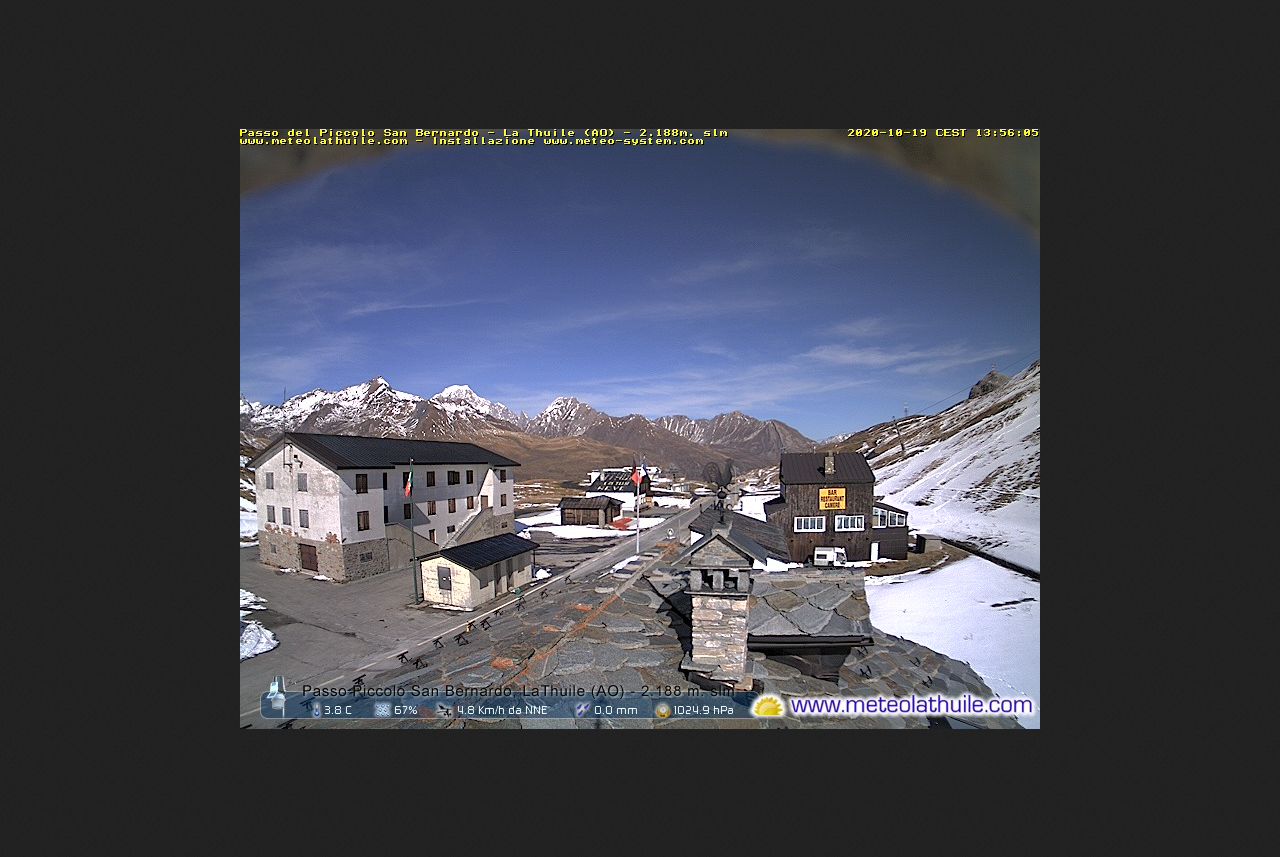 Passo del Piccolo San Bernardo - La Thuile (AO) - 2.188m. slm
2020-10-19 CEST 13:56:05
www.meteolathuile.com - Installazione www.meteo-system.com
BAR
RESTAURANT
CAMERE
Passo Piccolo San Bernardo, LaThuile (AO) - 2.188 m. slm
3.8 C 67% 4.8 Km/h da NNE 0.0 mm 1024.9 hPa
www.meteolathuile.com